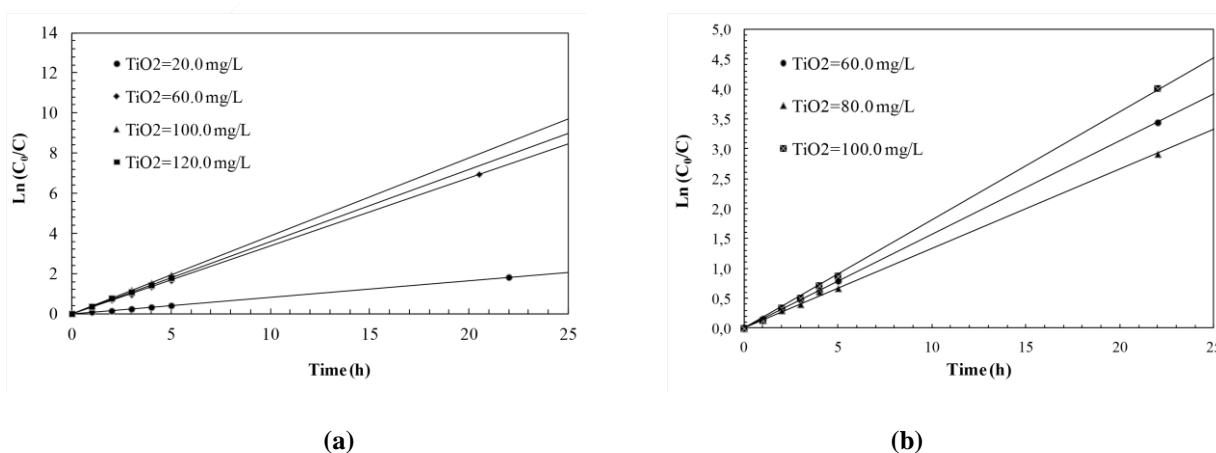 14
12
10
8
6
4
2
0
Ln (C₀/C)
TiO2=20.0 mg/L
TiO2=60.0 mg/L
TiO2=100.0 mg/L
TiO2=120.0 mg/L
0 5 10 15 20 25
Time (h)
(a)
5,0
4,5
4,0
3,5
3,0
2,5
2,0
1,5
1,0
0,5
0,0
Ln (C₀/C)
TiO2=60.0 mg/L
TiO2=80.0 mg/L
TiO2=100.0 mg/L
0 5 10 15 20 25
Time (h)
(b)